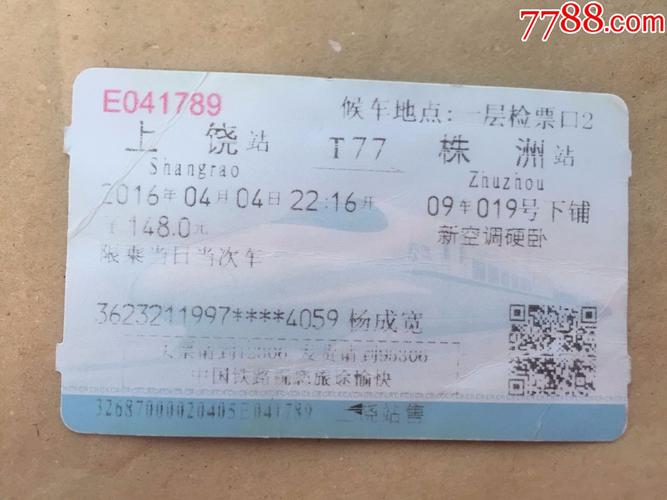 7788.com
E041789 候车地点:一层检票口2
上饶站 T77 株洲站
Shangrao Zhuzhou
2016年04月04日22:16开 09车019号下铺
¥148.0元 新空调硬卧
限乘当日当次车
3623211997****4059 杨成宽
买票请到12306 发货请到95306
中国铁路祝您旅途愉快
32687000020405E041789 上饶站售